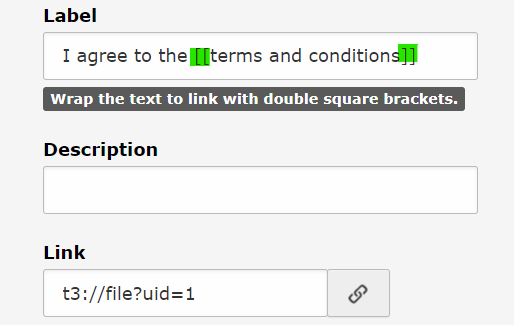 Label
I agree to the [[terms and conditions]]
Wrap the text to link with double square brackets.
Description
Link
t3://file?uid=1